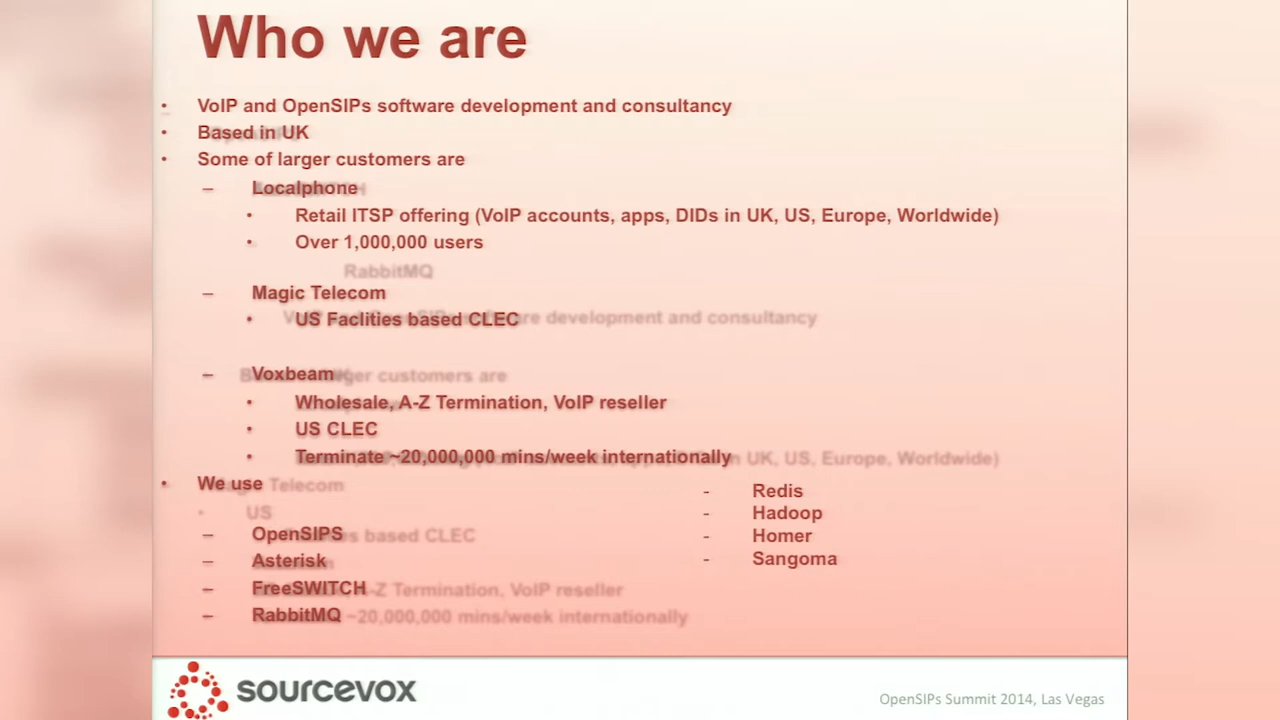 Who we are
• VoIP and OpenSIPs software development and consultancy
• Based in UK
• Some of larger customers are
– Localphone
• Retail ITSP offering (VoIP accounts, apps, DIDs in UK, US, Europe, Worldwide)
• Over 1,000,000 users
RabbitMQ
– Magic Telecom
• US Faclities based CLEC
– Voxbeam
• Wholesale, A-Z Termination, VoIP reseller
• US CLEC
• Terminate ~20,000,000 mins/week internationally
• We use
– OpenSIPS
– Asterisk
– FreeSWITCH
– RabbitMQ
- Redis
- Hadoop
- Homer
- Sangoma
sourcevox
OpenSIPs Summit 2014, Las Vegas